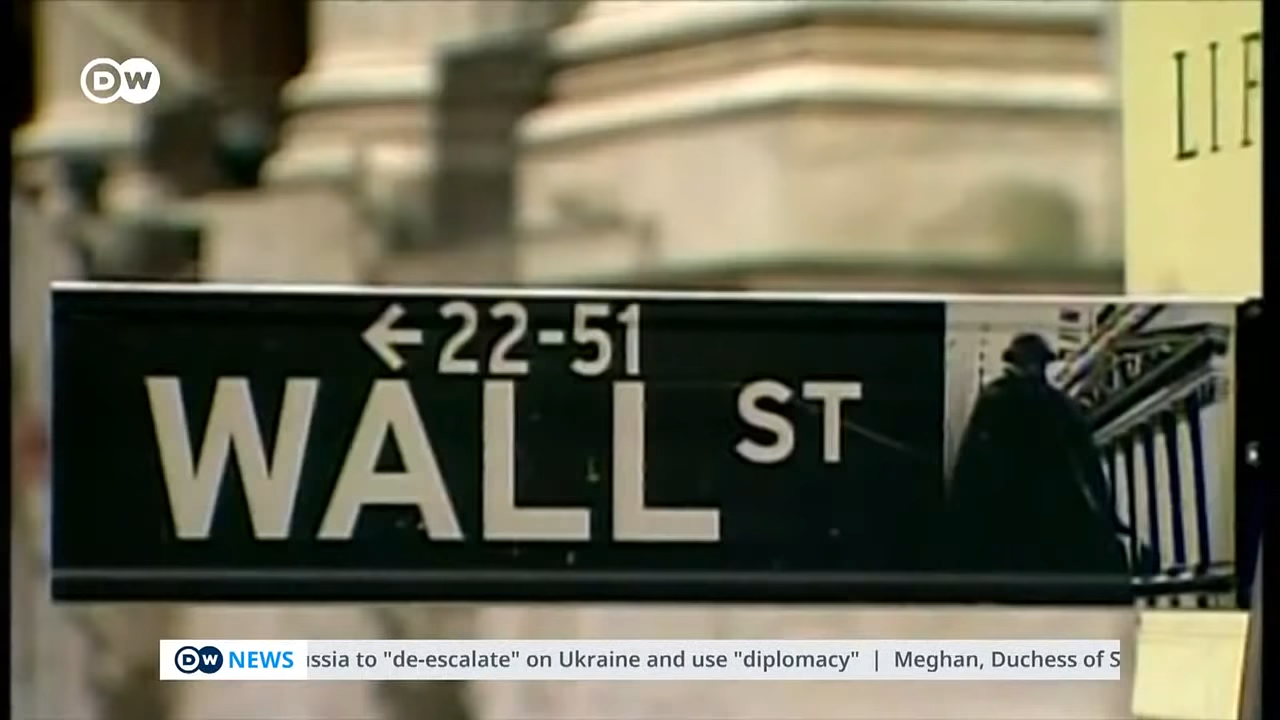 DW
LIF
←22-51
WALL ST
DW NEWS ssia to "de-escalate" on Ukraine and use "diplomacy" | Meghan, Duchess of S